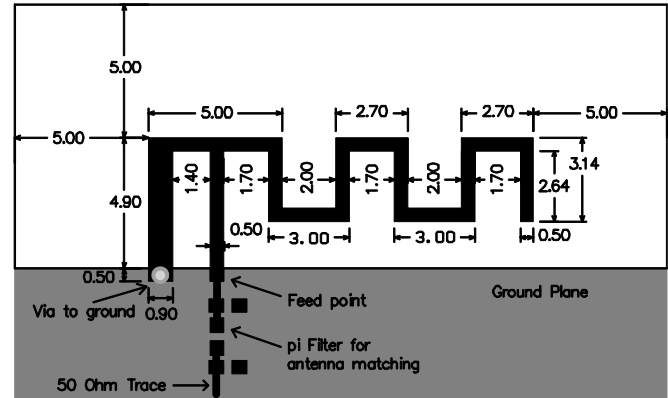 5.00
5.00 2.70 2.70 5.00
5.00
1.40 1.70 2.00 1.70 2.00 1.70 3.14
2.64
4.90
0.50 3.00 3.00 0.50
0.50
Via to ground 0.90
Feed point
Ground Plane
pi Filter for
antenna matching
50 Ohm Trace